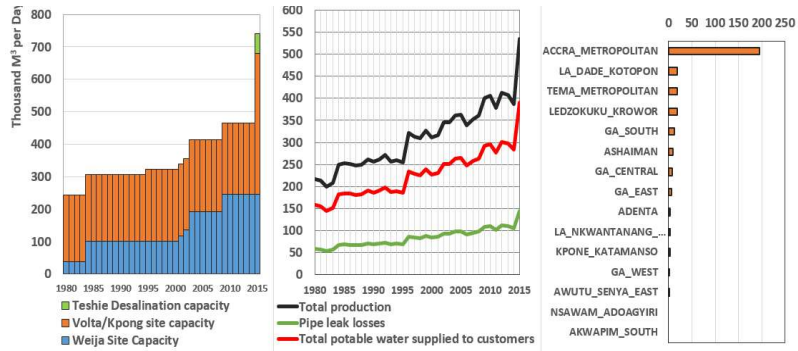 Thousand M³ per Day
800
700
600
500
400
300
200
100
0
1980 1985 1990 1995 2000 2005 2010 2015
Teshie Desalination capacity
Volta/Kpong site capacity
Weija Site Capacity
600
550
500
450
400
350
300
250
200
150
100
50
0
1980 1985 1990 1995 2000 2005 2010 2015
Total production
Pipe leak losses
Total potable water supplied to customers
0 50 100 150 200 250
ACCRA_METROPOLITAN
LA_DADE_KOTOPON
TEMA_METROPOLITAN
LEDZOKUKU_KROWOR
GA_SOUTH
ASHAIMAN
GA_CENTRAL
GA_EAST
ADENTA
LA_NKWANTANANG_...
KPONE_KATAMANSO
GA_WEST
AWUTU_SENYA_EAST
NSAWAM_ADOAGYIRI
AKWAPIM_SOUTH